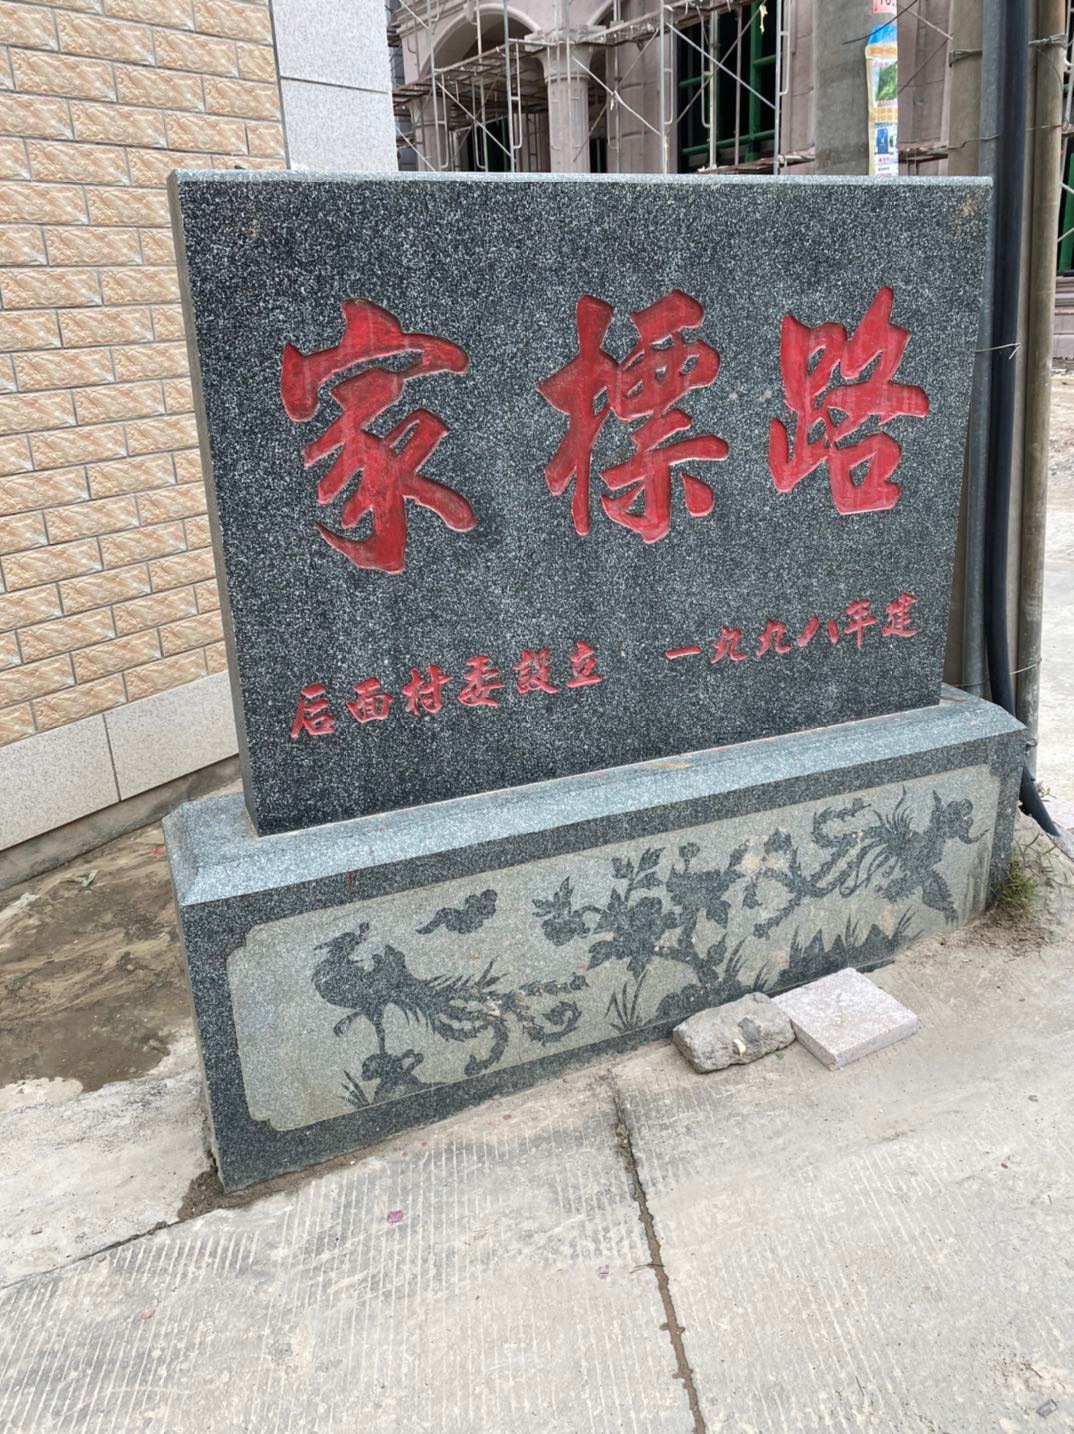 家標路
后面村委設立 一九九八年建